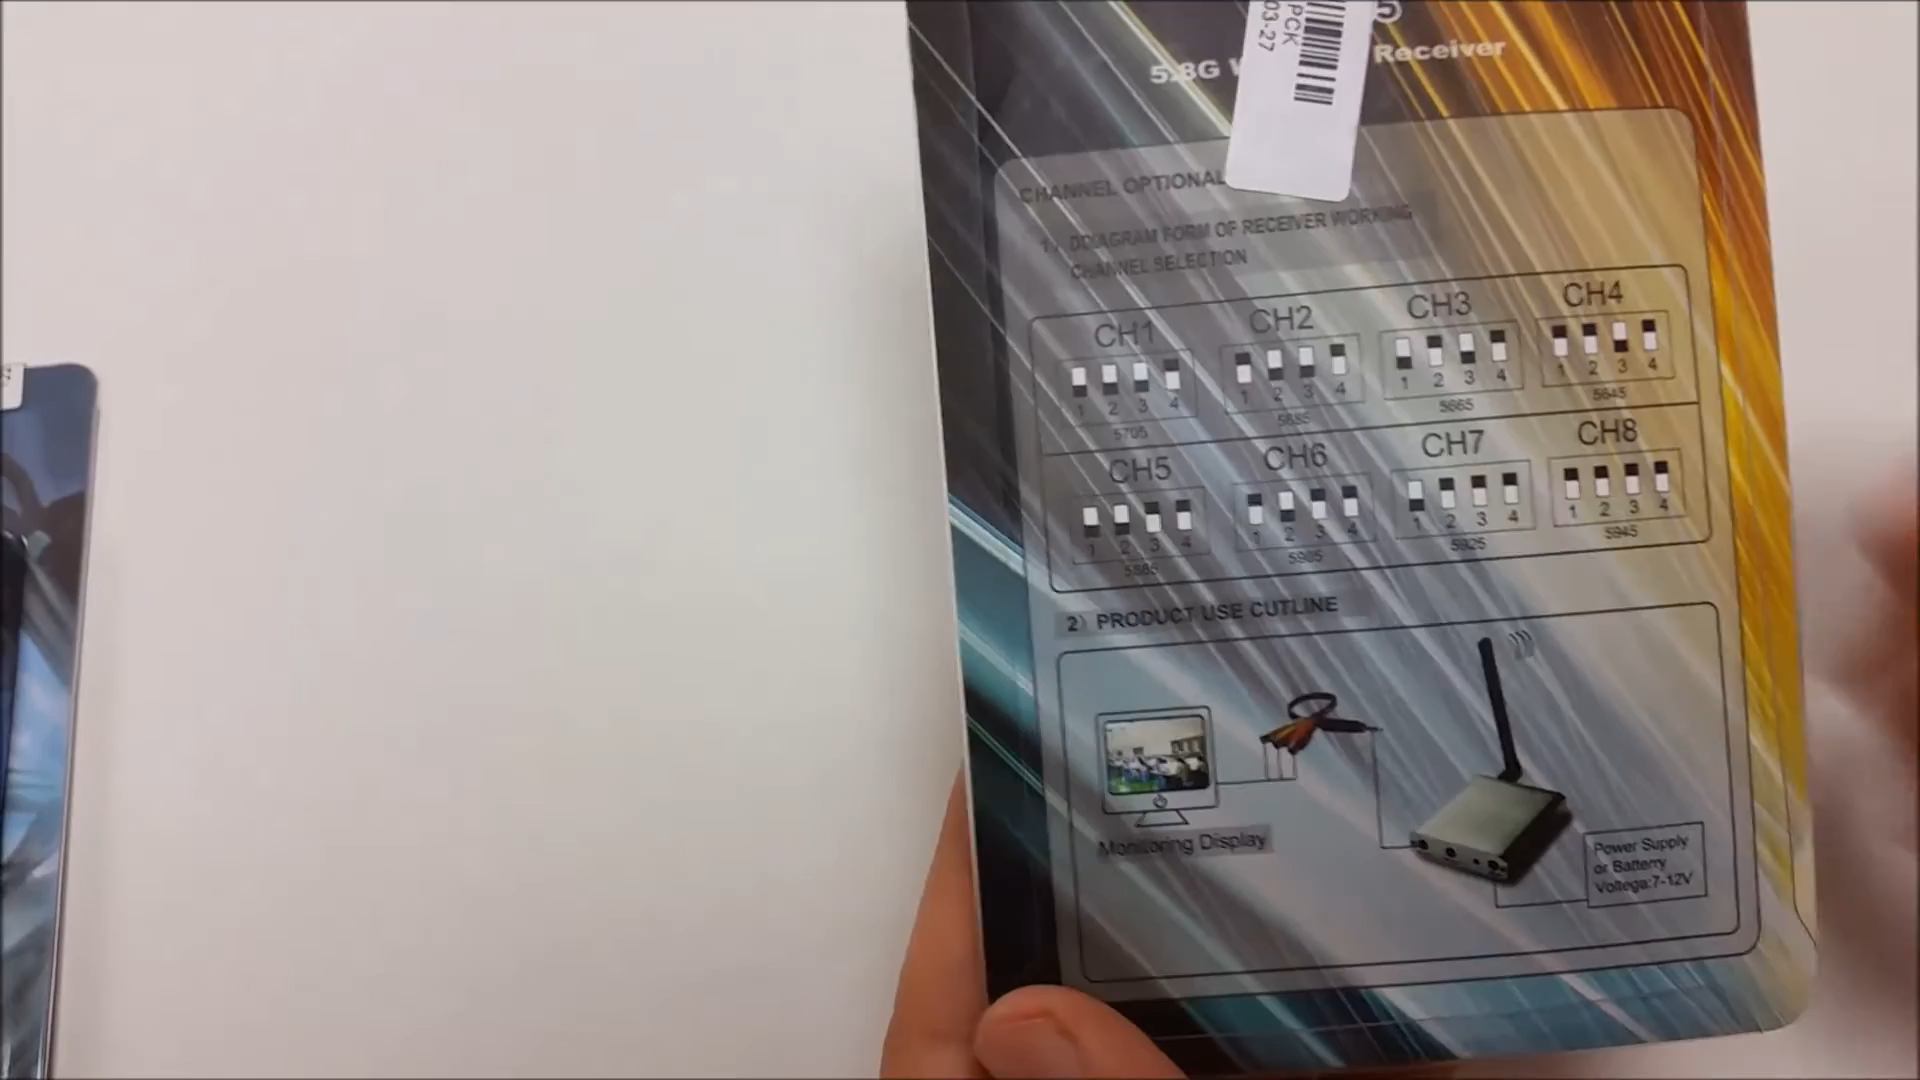 PCK
03-27
5.8G Receiver
CHANNEL OPTIONAL
1、DDIAGRAM FORM OF RECEIVER WORKING
CHANNEL SELECTION
CH1 CH2 CH3 CH4
1 2 3 4 1 2 3 4 1 2 3 4 1 2 3 4
5705 5685 5665 5645
CH5 CH6 CH7 CH8
1 2 3 4 1 2 3 4 1 2 3 4 1 2 3 4
5885 5905 5925 5945
2）PRODUCT USE CUTLINE
Monitoring Display
Power Supply
or Batterry
Voltega:7-12V